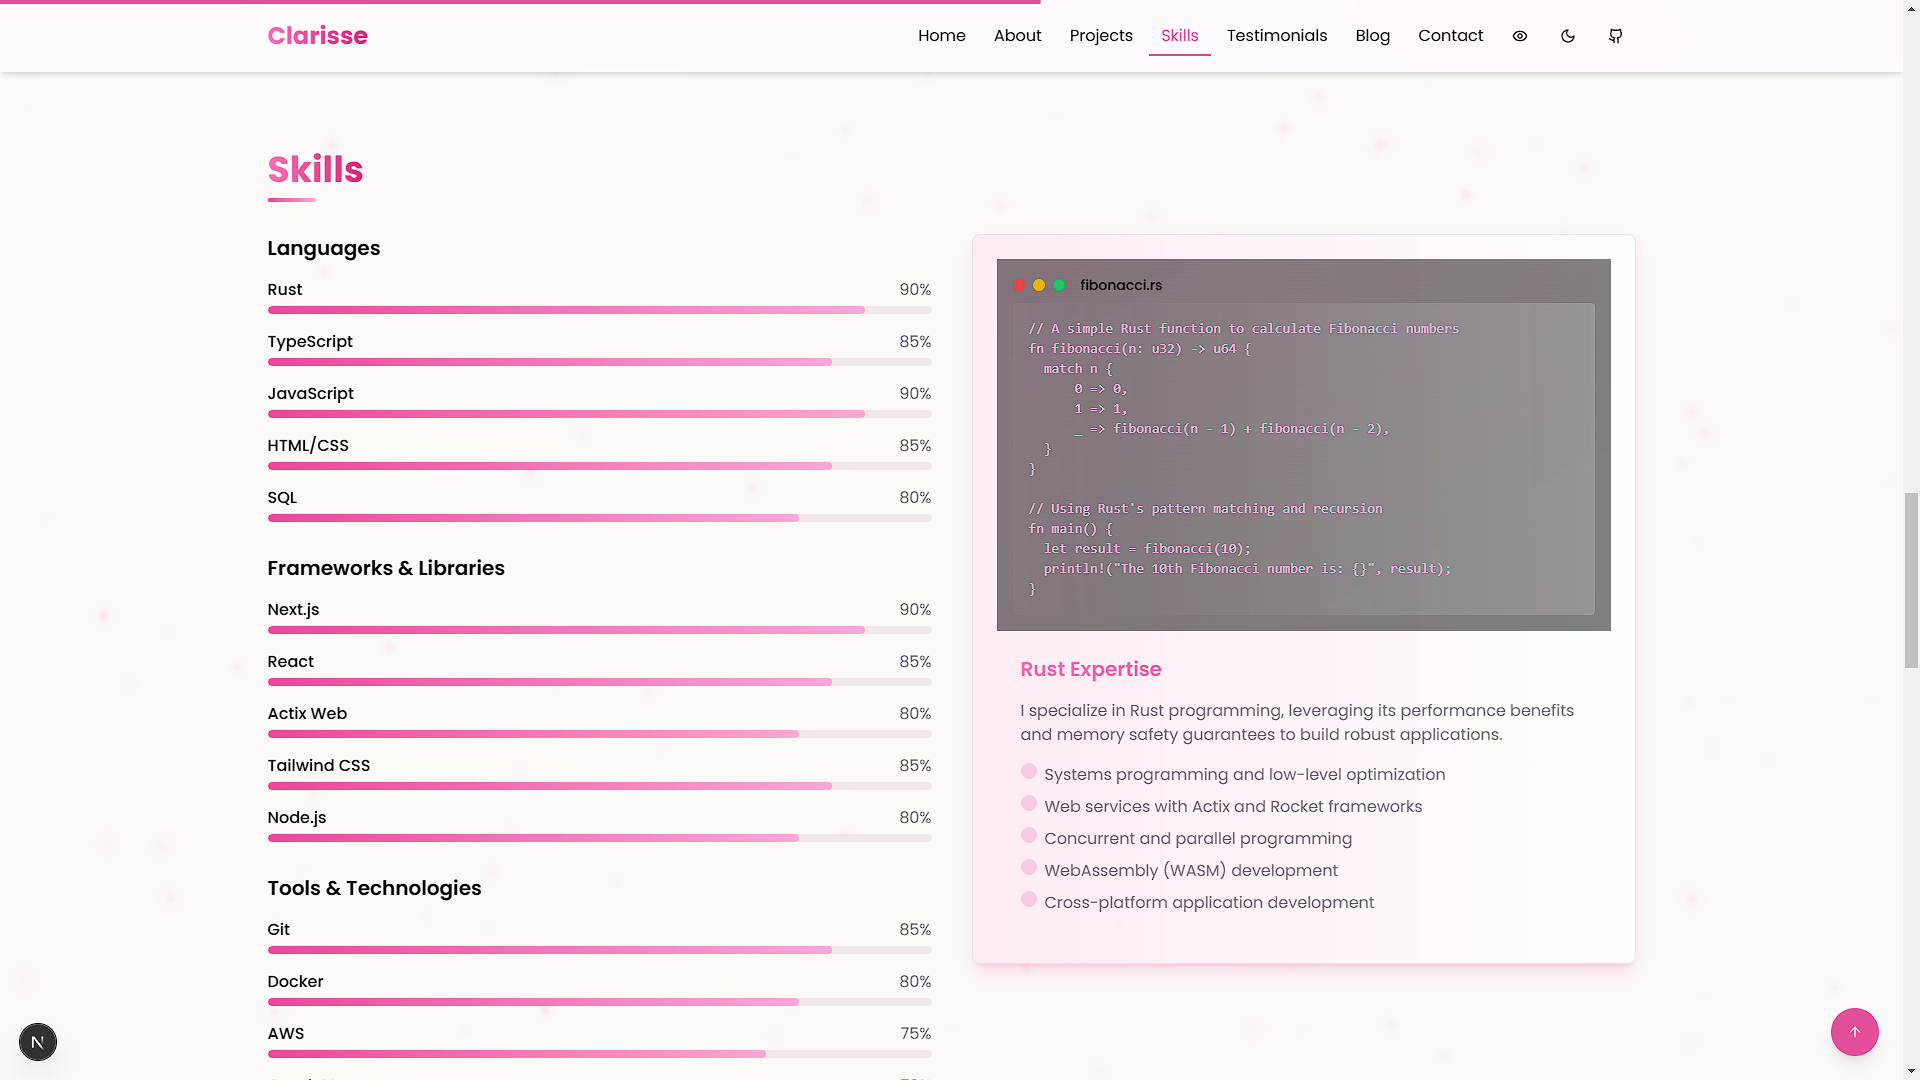 Clarisse
Home About Projects Skills Testimonials Blog Contact
Skills
Languages
Rust 90%
TypeScript 85%
JavaScript 90%
HTML/CSS 85%
SQL 80%
Frameworks & Libraries
Next.js 90%
React 85%
Actix Web 80%
Tailwind CSS 85%
Node.js 80%
Tools & Technologies
Git 85%
Docker 80%
AWS 75%
fibonacci.rs
// A simple Rust function to calculate Fibonacci numbers
fn fibonacci(n: u32) -> u64 {
  match n {
      0 => 0,
      1 => 1,
      _ => fibonacci(n - 1) + fibonacci(n - 2),
  }
}
// Using Rust's pattern matching and recursion
fn main() {
  let result = fibonacci(10);
  println!("The 10th Fibonacci number is: {}", result);
}
Rust Expertise
I specialize in Rust programming, leveraging its performance benefits
and memory safety guarantees to build robust applications.
Systems programming and low-level optimization
Web services with Actix and Rocket frameworks
Concurrent and parallel programming
WebAssembly (WASM) development
Cross-platform application development
N